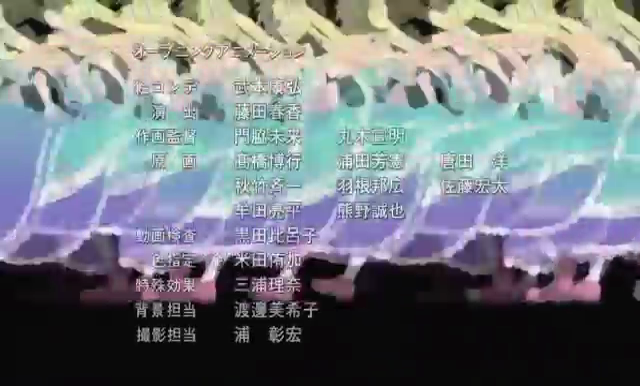 オープニングアニメーション
絵コンテ 武本康弘
演 出 藤田春香
作画監督 門脇未来 丸木宣明
原 画 髙橋博行 浦田芳憲 唐田 洋
秋竹斉一 羽根邦広 佐藤宏太
牟田亮平 熊野誠也
動画検査 黒田比呂子
色指定 米田侑加
特殊効果 三浦理奈
背景担当 渡邊美希子
撮影担当 浦 彰宏